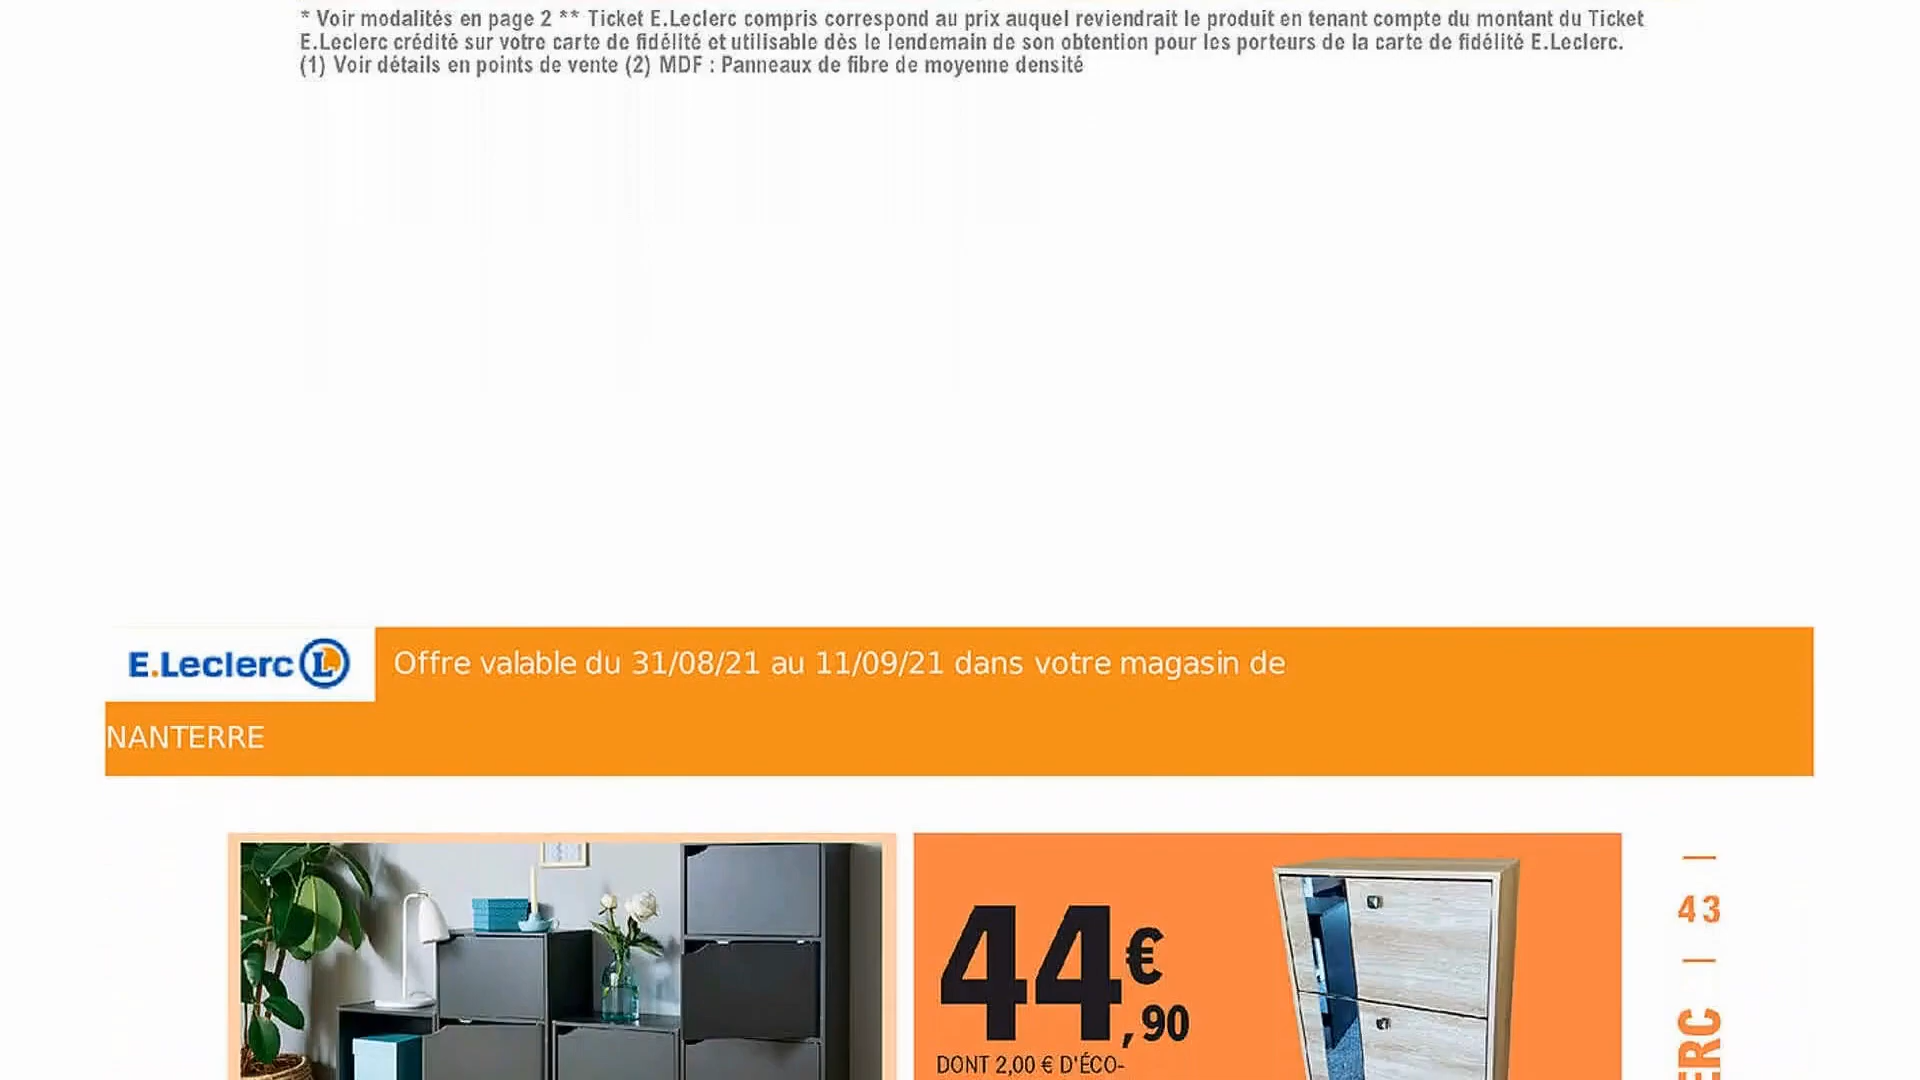 * Voir modalités en page 2 ** Ticket E.Leclerc compris correspond au prix auquel reviendrait le produit en tenant compte du montant du Ticket
E.Leclerc crédité sur votre carte de fidélité et utilisable dès le lendemain de son obtention pour les porteurs de la carte de fidélité E.Leclerc.
(1) Voir détails en points de vente (2) MDF : Panneaux de fibre de moyenne densité
E.Leclerc L Offre valable du 31/08/21 au 11/09/21 dans votre magasin de
NANTERRE
43
44€,90
DONT 2,00 € D'ÉCO-
ERC